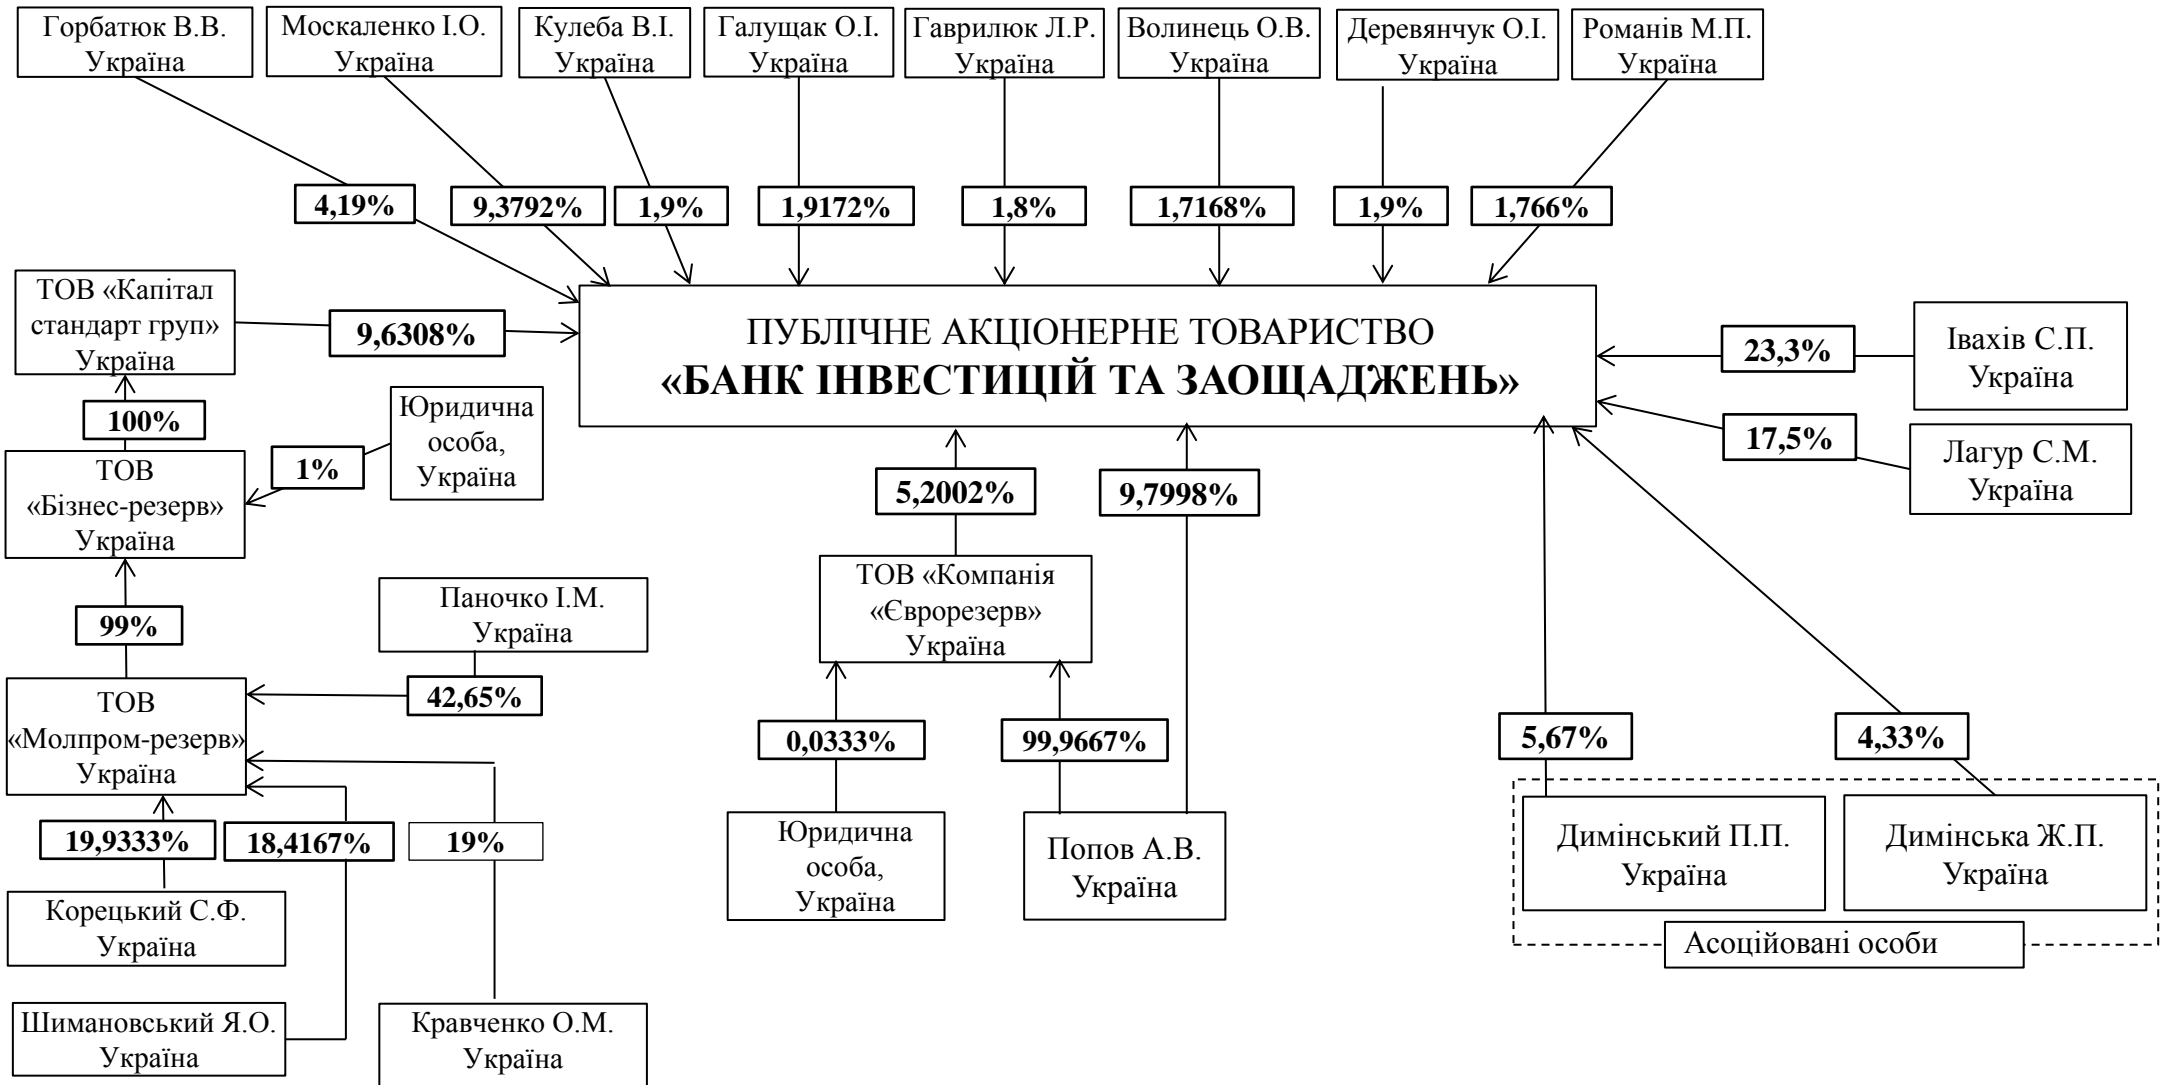 Горбатюк В.В.
Україна
Москаленко І.О.
Україна
Кулеба В.І.
Україна
Галущак О.І.
Україна
Гаврилюк Л.Р.
Україна
Волинець О.В.
Україна
Деревянчук О.І.
Україна
Романів М.П.
Україна
4,19%
9,3792%
1,9%
1,9172%
1,8%
1,7168%
1,9%
1,766%
ТОВ «Капітал
стандарт груп»
Україна
9,6308%
ПУБЛІЧНЕ АКЦІОНЕРНЕ ТОВАРИСТВО
«БАНК ІНВЕСТИЦІЙ ТА ЗАОЩАДЖЕНЬ»
23,3%
Івахів С.П.
Україна
17,5%
Лагур С.М.
Україна
100%
Юридична
особа,
Україна
1%
ТОВ
«Бізнес-резерв»
Україна
5,2002%
9,7998%
99%
Паночко І.М.
Україна
42,65%
ТОВ «Компанія
«Єврорезерв»
Україна
ТОВ
«Молпром-резерв»
Україна
0,0333%
99,9667%
5,67%
4,33%
19,9333%
18,4167%
19%
Юридична
особа,
Україна
Попов А.В.
Україна
Димінський П.П.
Україна
Димінська Ж.П.
Україна
Асоційовані особи
Корецький С.Ф.
Україна
Шимановський Я.О.
Україна
Кравченко О.М.
Україна